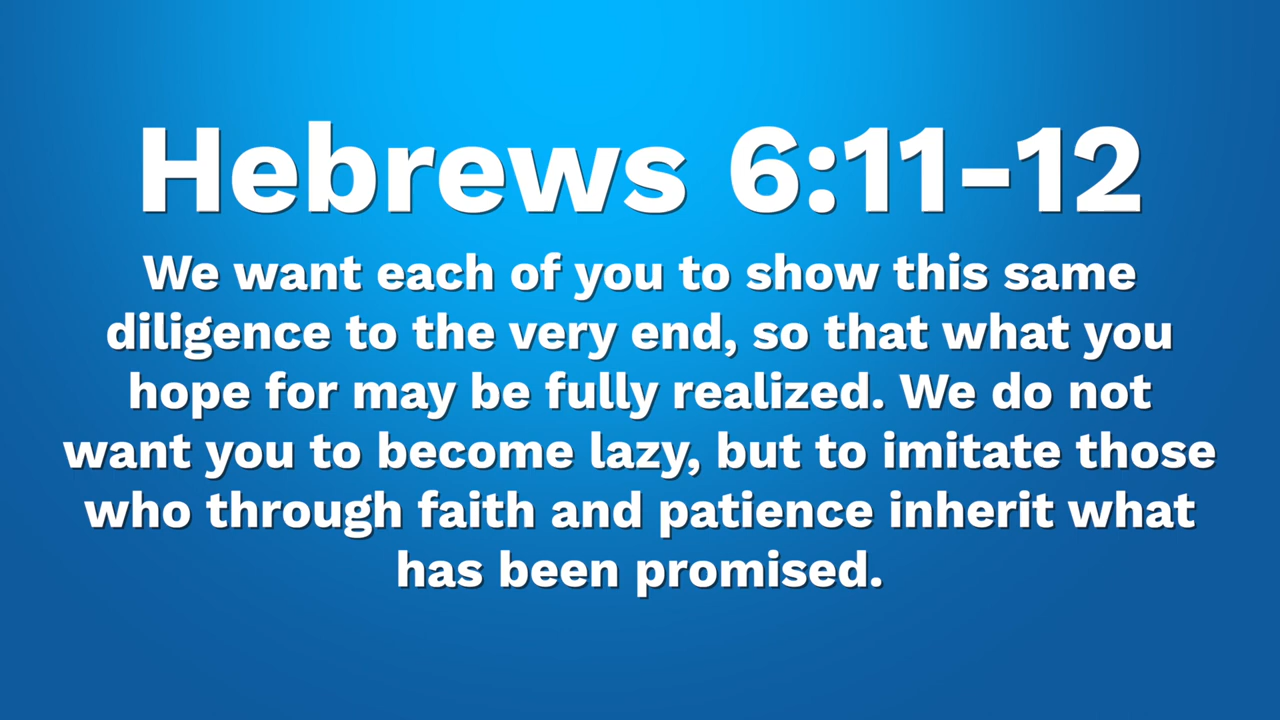 Hebrews 6:11-12
We want each of you to show this same
diligence to the very end, so that what you
hope for may be fully realized. We do not
want you to become lazy, but to imitate those
who through faith and patience inherit what
has been promised.